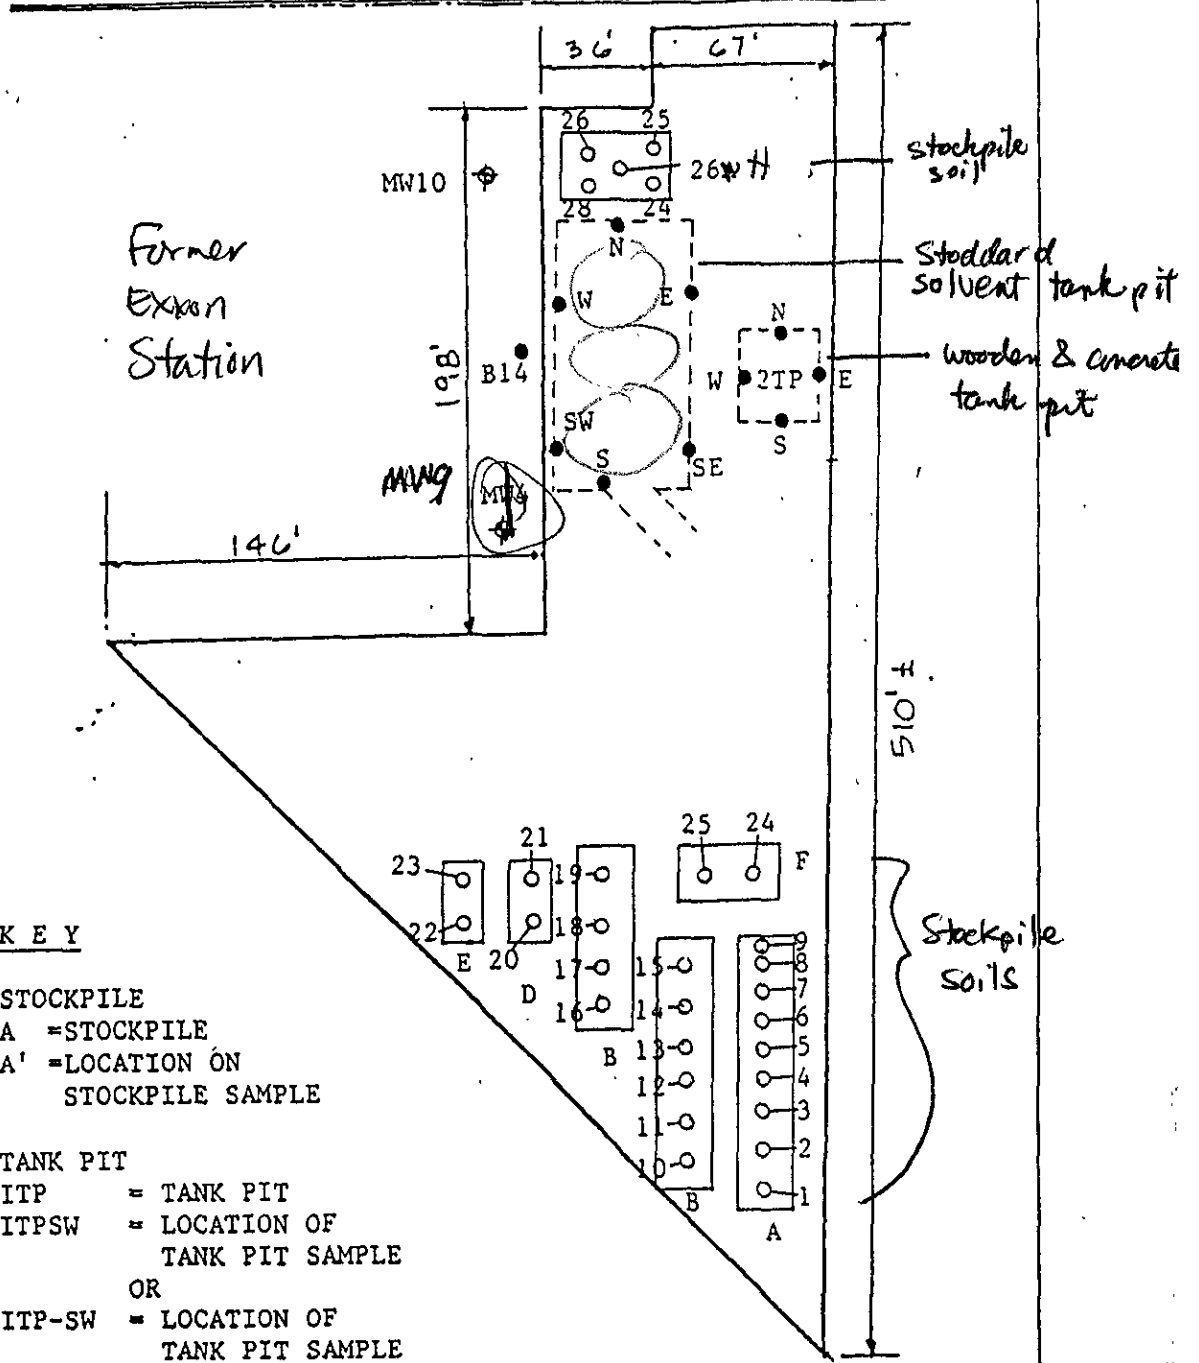 36'
67'
26
25
26 H
28
24
stockpile
soil
MW10
Former
Exxon
Station
N
W
E
Stoddard
solvent tank pit
N
W
2TP
E
S
wooden & concrete
tank pit
B14
198'
SW
S
SE
MW9
146'
510' ±
23
22
E
21
20
D
19
18
17
16
B
25
24
F
15
14
13
12
11
10
B
9
8
7
6
5
4
3
2
1
A
Stockpile
soils
KEY
STOCKPILE
A =STOCKPILE
A' =LOCATION ON
STOCKPILE SAMPLE
TANK PIT
ITP = TANK PIT
ITPSW = LOCATION OF
TANK PIT SAMPLE
OR
ITP-SW = LOCATION OF
TANK PIT SAMPLE